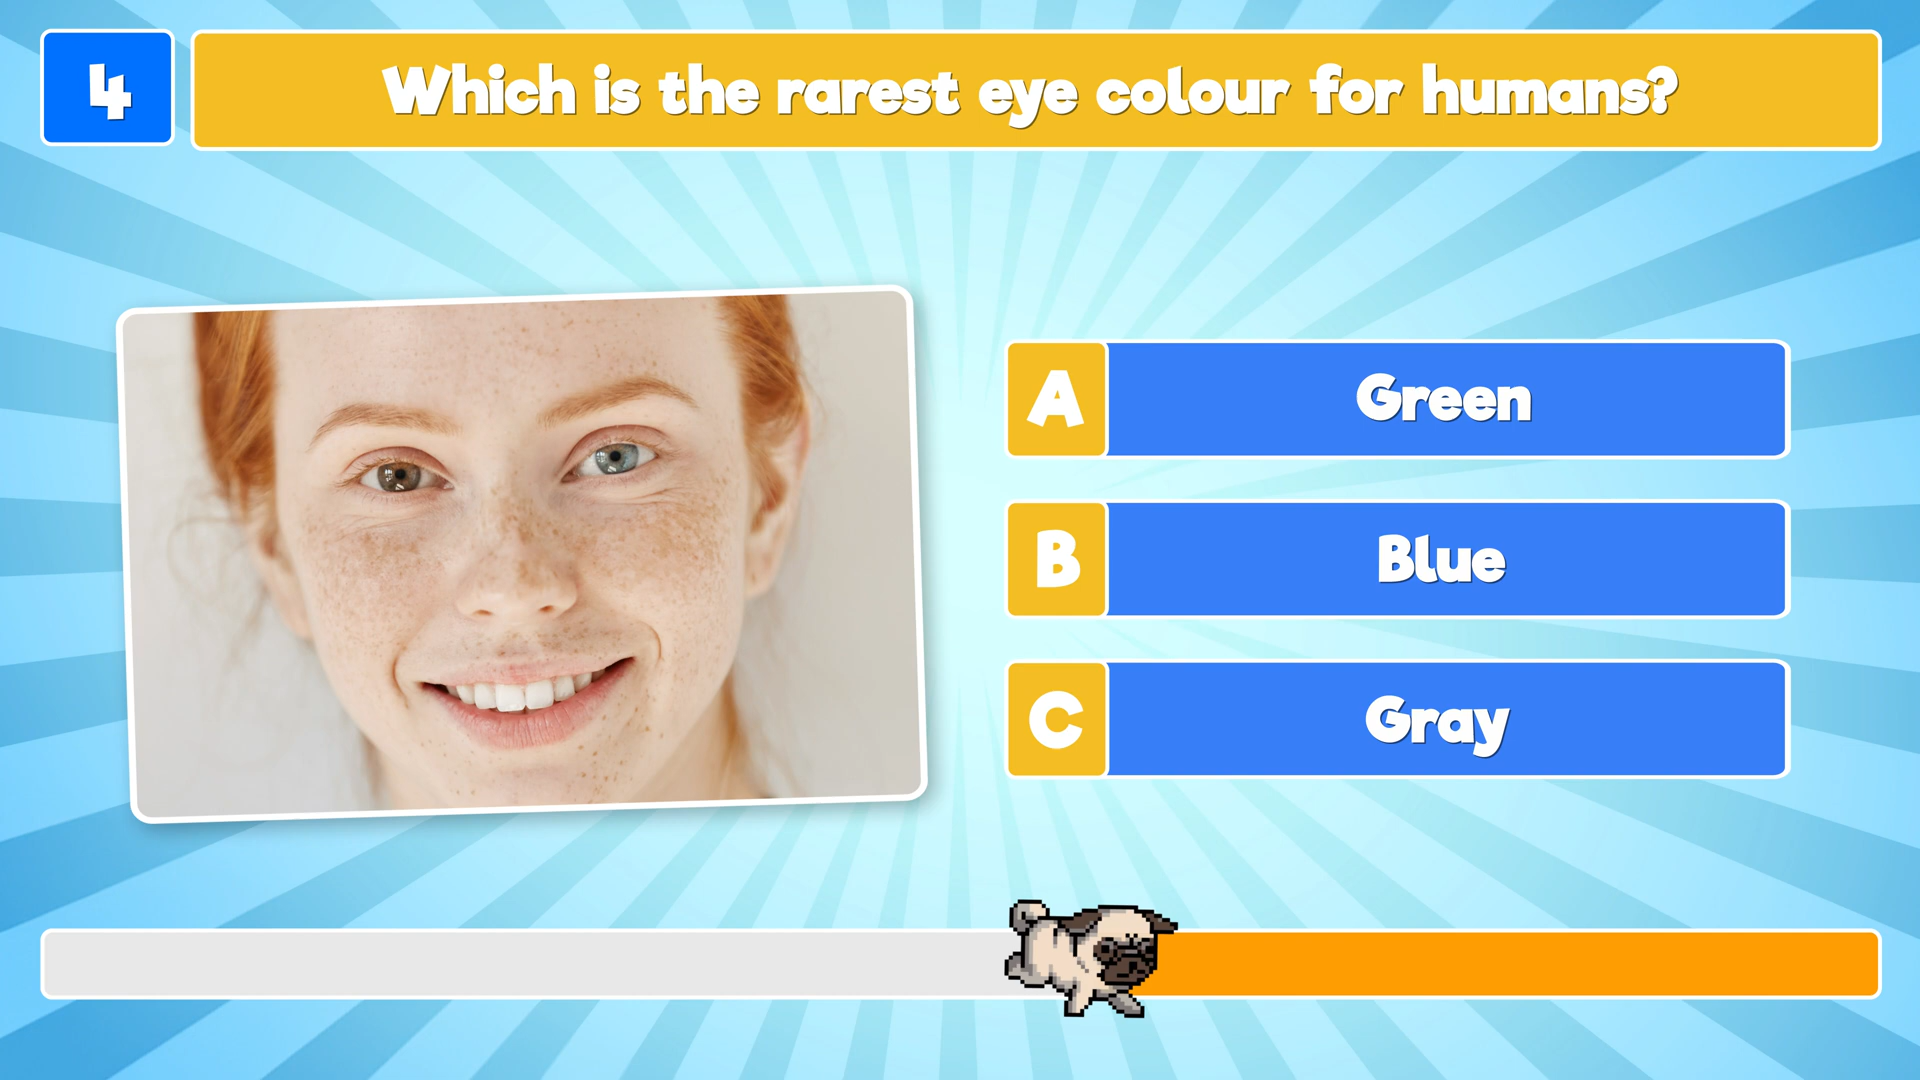 4
Which is the rarest eye colour for humans?
A Green
B Blue
C Gray